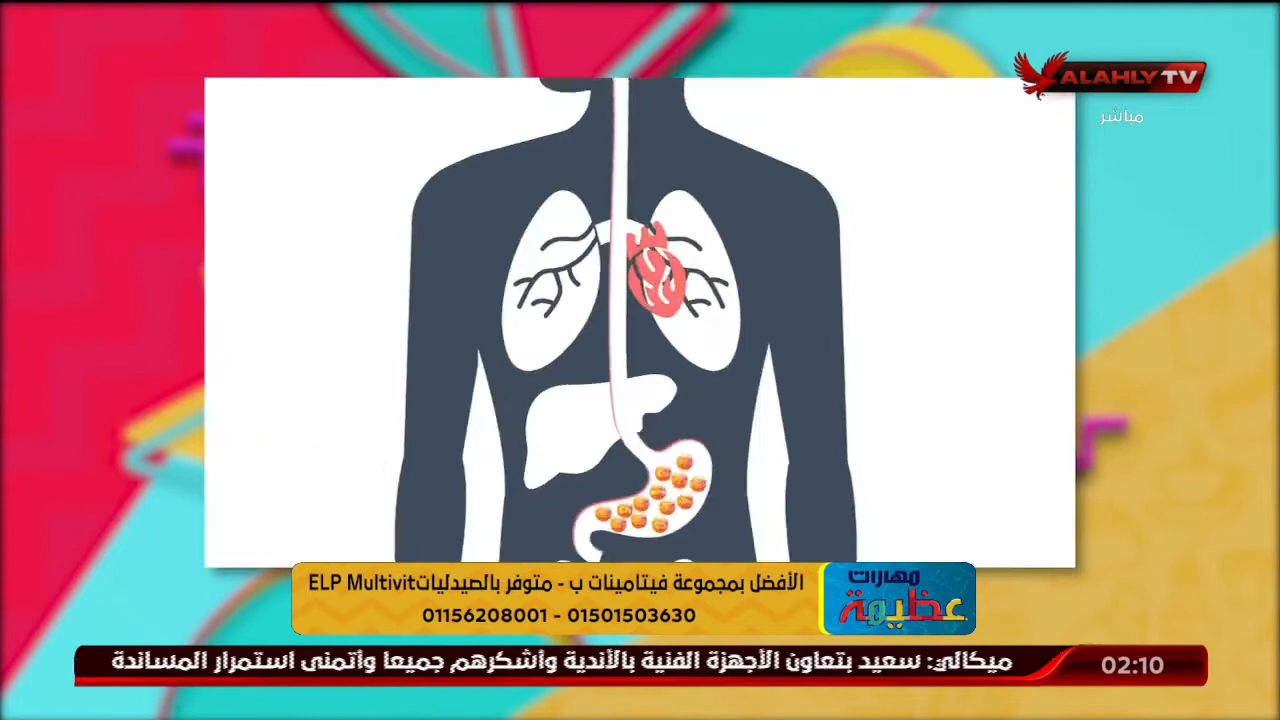 ALAHLY TV
مباشر
الأفضل بمجموعة فيتامينات ب - متوفر بالصيدليات ELP Multivit
01156208001 - 01501503630
مهارات
عظيمة
ميكالي: سعيد بتعاون الأجهزة الفنية بالأندية وأشكرهم جميعا وأتمنى استمرار المساندة
02:10